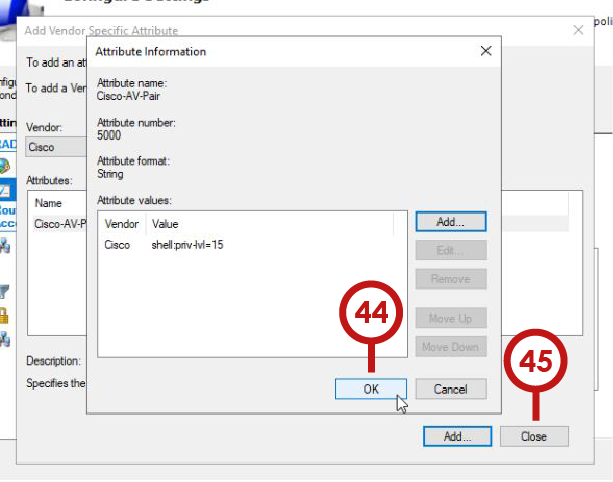 Add Vendor Specific Attribute
Attribute Information
To add an at
To add a Ver
Attribute name:
Cisco-AV-Pair
Attribute number:
5000
Vendor:
Cisco
Attribute format:
String
Attributes:
Attribute values:
Name
Vendor Value
Add...
Cisco-AV-P
Cisco shell:priv-lvl=15
Edit...
Remove
44
Move Up
Move Down
45
Description:
Specifies the
OK
Cancel
Add...
Close